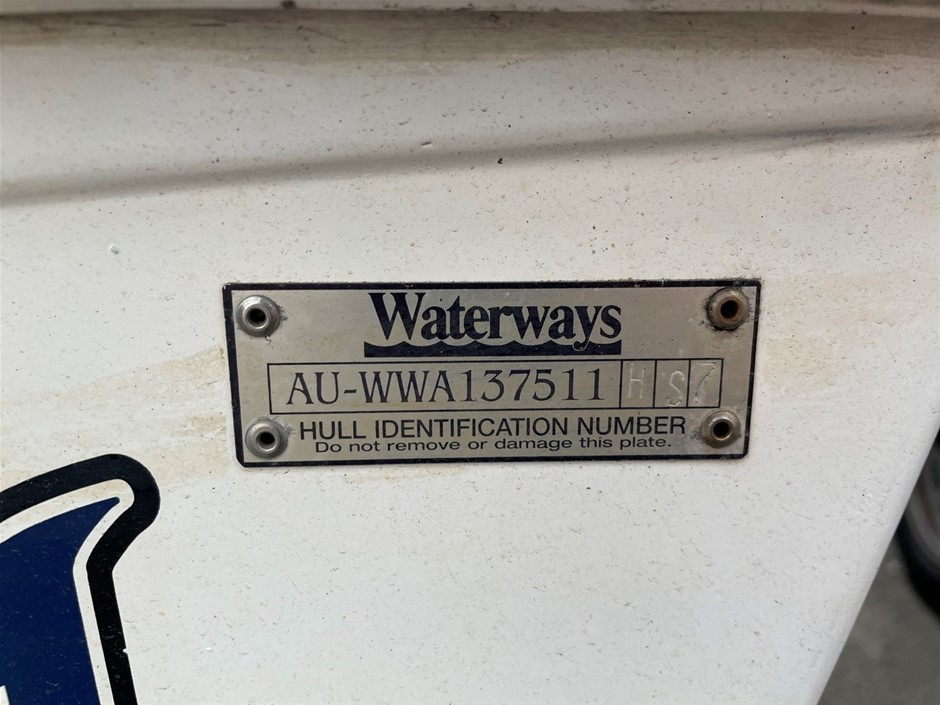 Waterways
AU-WWA137511 H S 7
HULL IDENTIFICATION NUMBER
Do not remove or damage this plate.